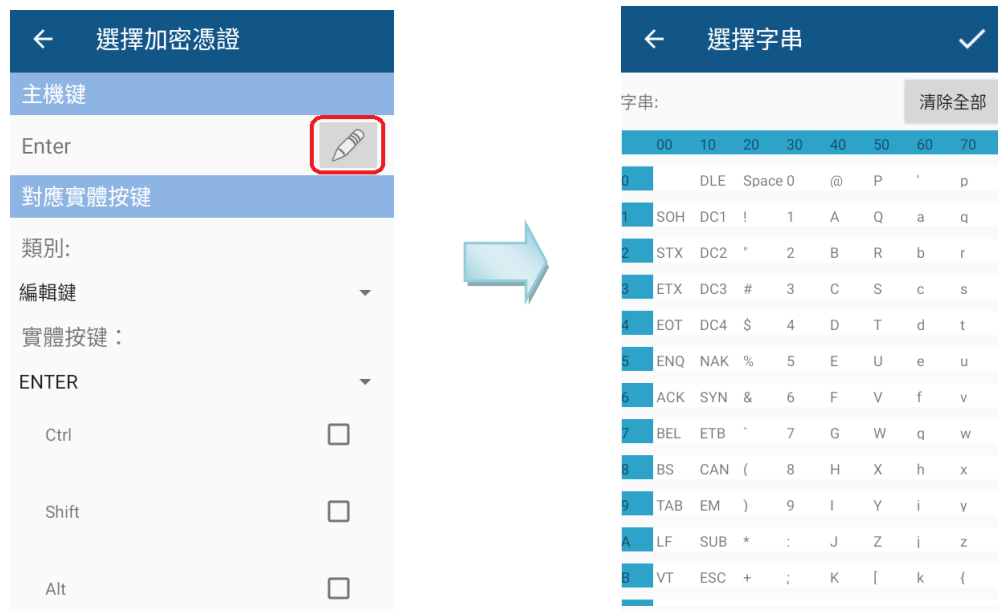 選擇加密憑證
主機键
Enter
對應實體按键
類別:
編輯鍵
實體按键：
ENTER
Ctrl
Shift
Alt
選擇字串
字串:
清除全部
00 10 20 30 40 50 60 70
0 DLE Space 0 @ P ' p
1 SOH DC1 ! 1 A Q a q
2 STX DC2 " 2 B R b r
3 ETX DC3 # 3 C S c s
4 EOT DC4 $ 4 D T d t
5 ENQ NAK % 5 E U e u
6 ACK SYN & 6 F V f v
7 BEL ETB ` 7 G W g w
8 BS CAN ( 8 H X h x
9 TAB EM ) 9 I Y i y
A LF SUB * : J Z j z
B VT ESC + ; K [ k {